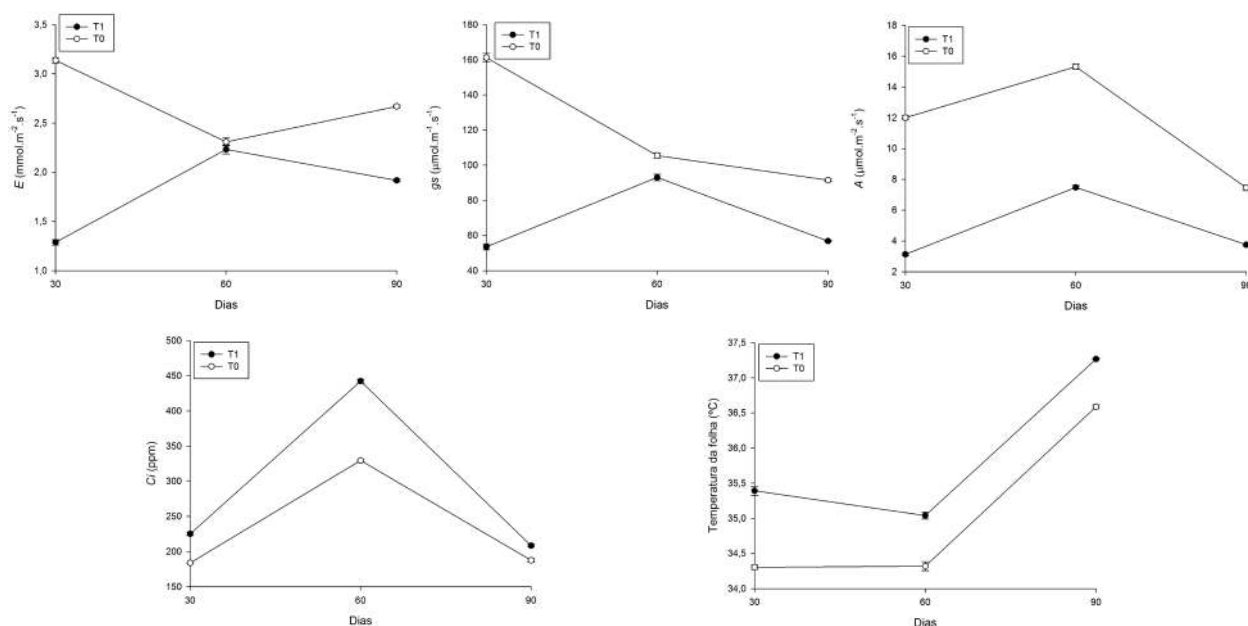 3,5
3,0
2,5
2,0
1,5
1,0
E (mmol.m-2.s-1)
T1
T0
30
60
90
Dias
180
160
140
120
100
80
60
40
gs (µmol.m-1.s-1)
T1
T0
30
60
90
Dias
18
16
14
12
10
8
6
4
2
A (µmol.m-2.s-1)
T1
T0
30
60
90
Dias
500
450
400
350
300
250
200
150
Ci (ppm)
T1
T0
30
60
90
Dias
37,5
37,0
36,5
36,0
35,5
35,0
34,5
34,0
Temperatura da folha (ºC)
T1
T0
30
60
90
Dias